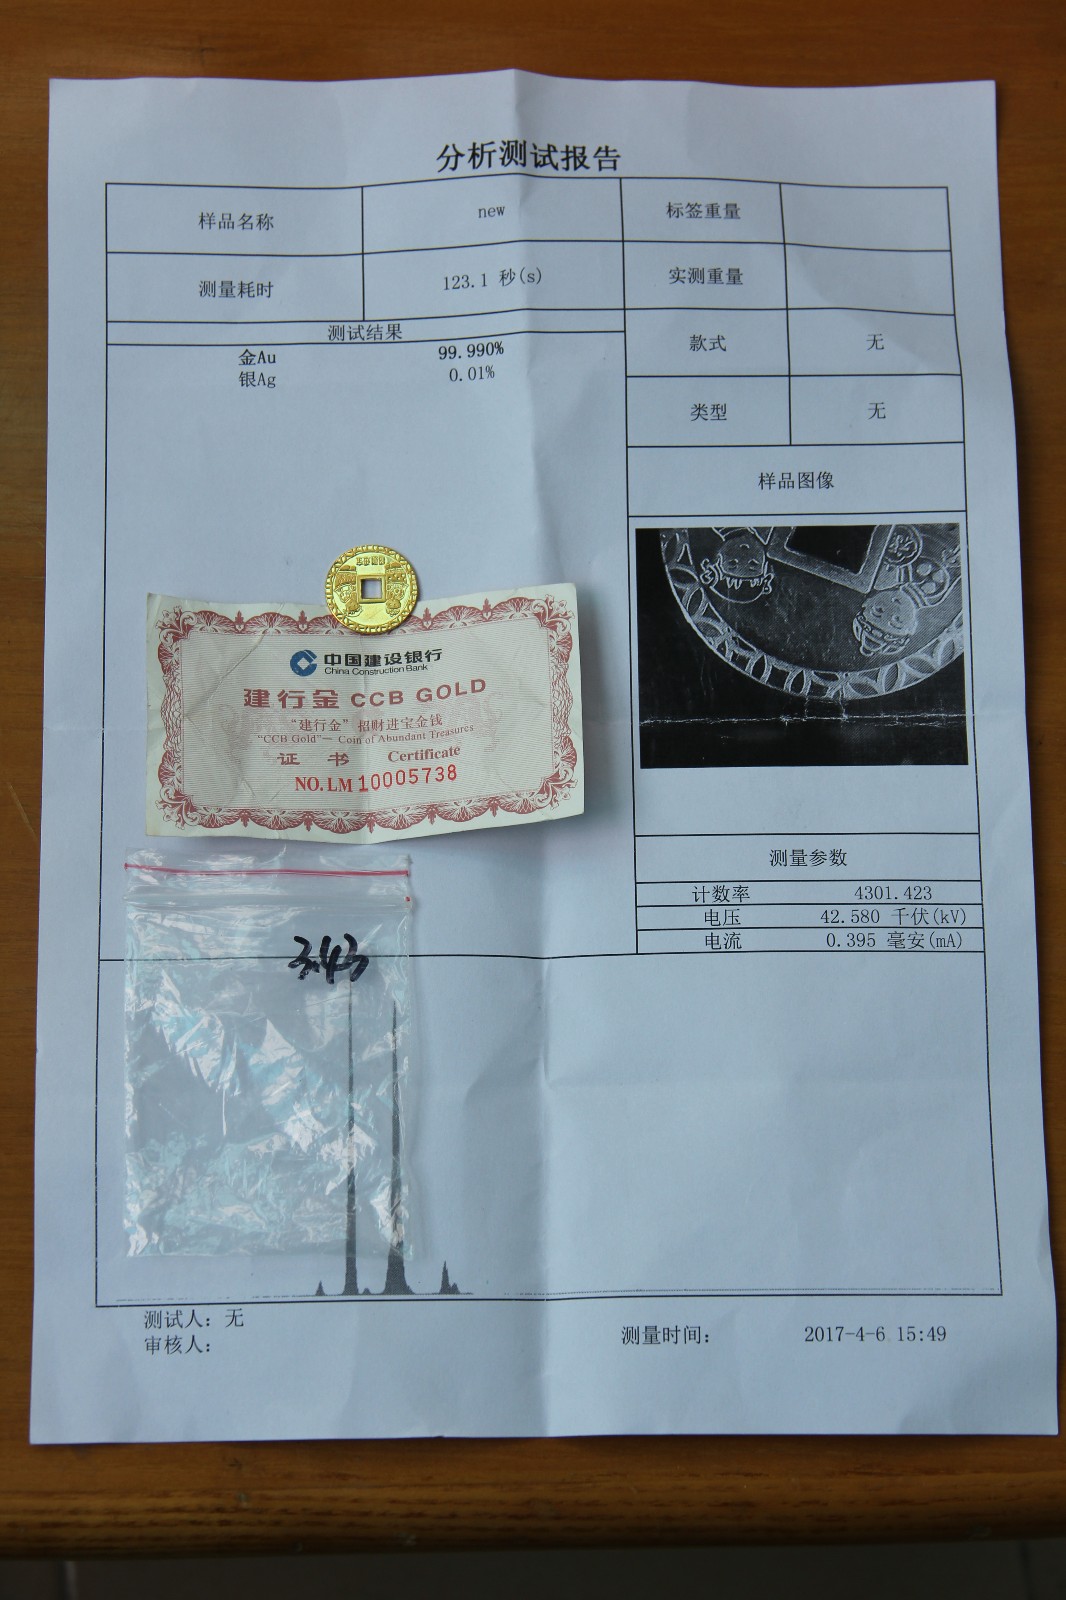 分析测试报告
样品名称 new 标签重量
测量耗时 123.1 秒(s) 实测重量
测试结果
金Au 99.990%
银Ag 0.01%
款式 无
类型 无
样品图像
中国建设银行
China Construction Bank
建行金 CCB GOLD
“建行金”招财进宝金钱
“CCB Gold”— Coin of Abundant Treasures
证 书 Certificate
NO. LM 10005738
测量参数
计数率 4301.423
电压 42.580 千伏(kV)
电流 0.395 毫安(mA)
3.43
测试人: 无
审核人:
测量时间: 2017-4-6 15:49